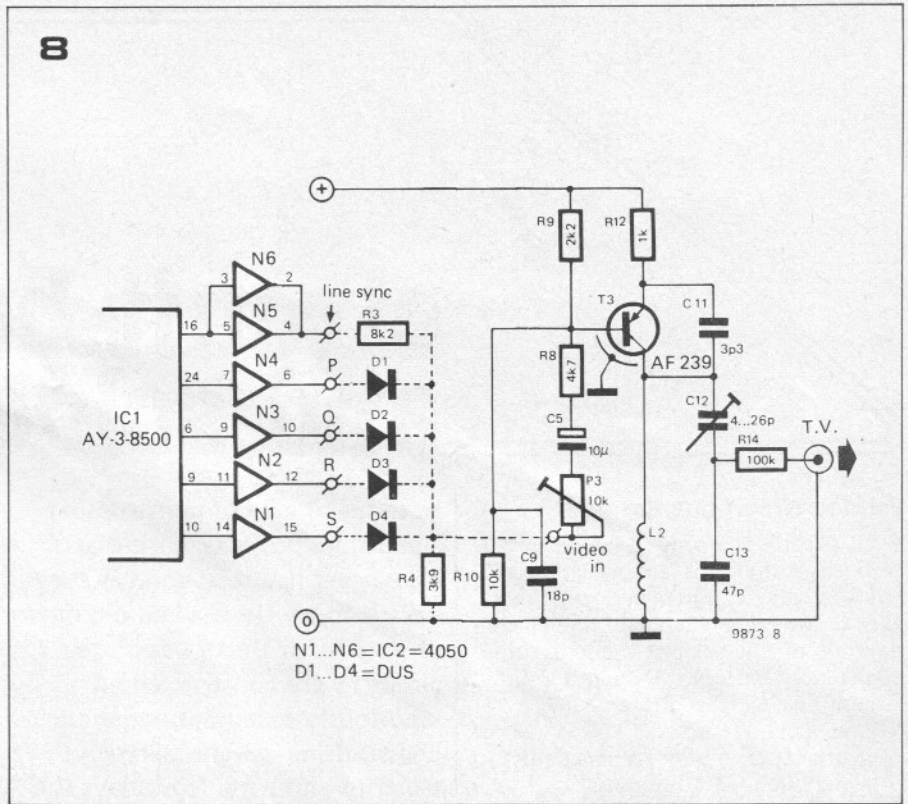 8
+
R9
2k2
R12
1k
N6
3
2
line sync
T3
C11
3p3
16
5
N5
4
R3
8k2
R8
4k7
AF 239
24
7
N4
6
P
D1
C12
4...26p
T.V.
IC1
AY-3-8500
6
9
N3
10
Q
D2
C5
10µ
R14
100k
9
11
N2
12
R
D3
P3
10k
10
14
N1
15
S
D4
video
in
L2
R4
3k9
R10
10k
C9
18p
C13
47p
0
9873 8
N1...N6=IC2=4050
D1...D4=DUS